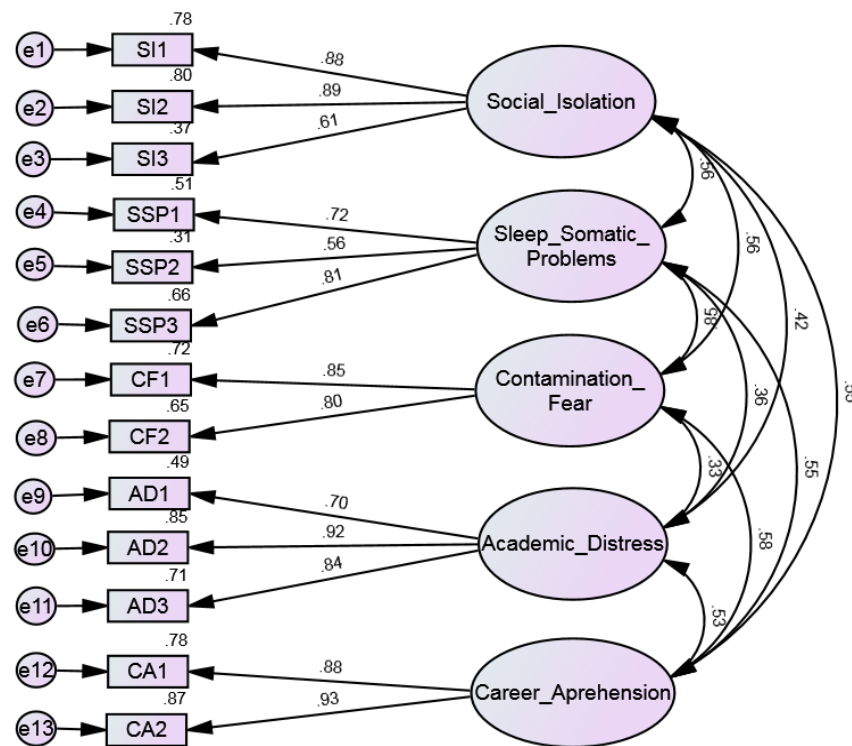 .78
e1 SI1
.88
.80
e2 SI2
.89
Social_Isolation
.37
e3 SI3
.61
.51
e4 SSP1
.72
.56
.31
e5 SSP2
.56
Sleep_Somatic_
Problems
.56
.66
e6 SSP3
.81
.58
.42
.72
e7 CF1
.85
Contamination_
Fear
.36
.65
e8 CF2
.80
.49
e9 AD1
.70
.33
.55
.85
e10 AD2
.92
Academic_Distress
.58
.71
e11 AD3
.84
.53
.78
e12 CA1
.88
Career_Aprehension
.87
e13 CA2
.93